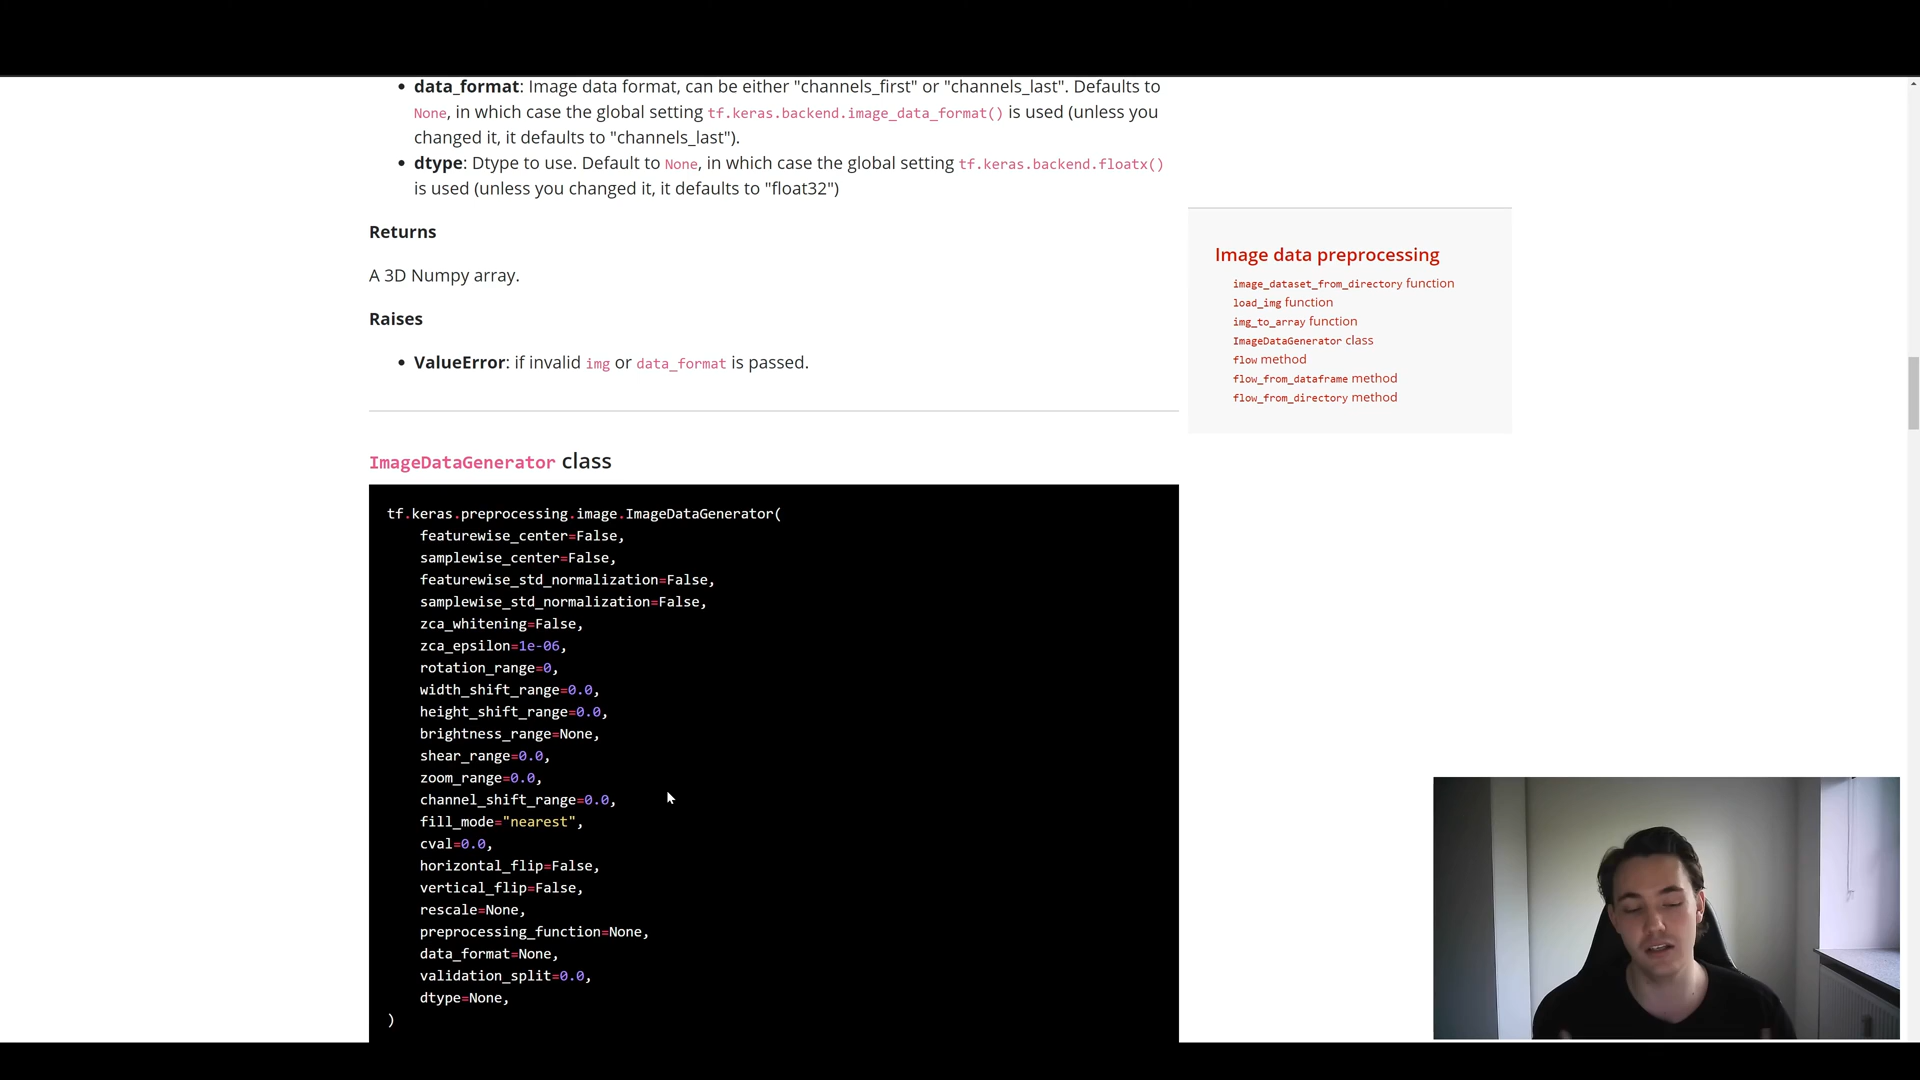 • data_format: Image data format, can be either "channels_first" or "channels_last". Defaults to
None, in which case the global setting tf.keras.backend.image_data_format() is used (unless you
changed it, it defaults to "channels_last").
• dtype: Dtype to use. Default to None, in which case the global setting tf.keras.backend.floatx()
is used (unless you changed it, it defaults to "float32")
Returns
A 3D Numpy array.
Raises
• ValueError: if invalid img or data_format is passed.
ImageDataGenerator class
tf.keras.preprocessing.image.ImageDataGenerator(
    featurewise_center=False,
    samplewise_center=False,
    featurewise_std_normalization=False,
    samplewise_std_normalization=False,
    zca_whitening=False,
    zca_epsilon=1e-06,
    rotation_range=0,
    width_shift_range=0.0,
    height_shift_range=0.0,
    brightness_range=None,
    shear_range=0.0,
    zoom_range=0.0,
    channel_shift_range=0.0,
    fill_mode="nearest",
    cval=0.0,
    horizontal_flip=False,
    vertical_flip=False,
    rescale=None,
    preprocessing_function=None,
    data_format=None,
    validation_split=0.0,
    dtype=None,
)
Image data preprocessing
image_dataset_from_directory function
load_img function
img_to_array function
ImageDataGenerator class
flow method
flow_from_dataframe method
flow_from_directory method